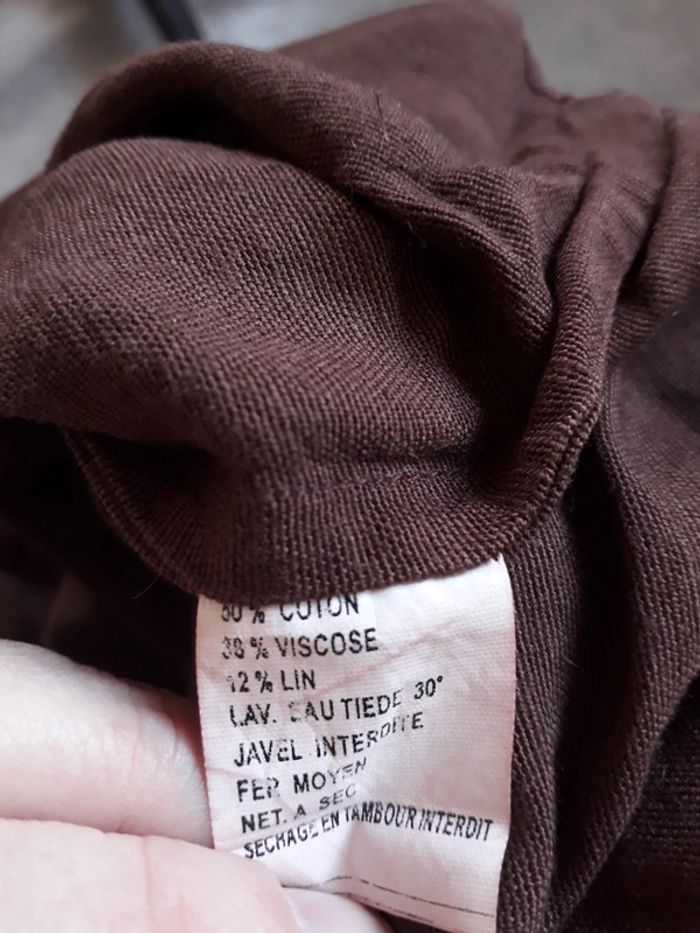 50 % COTON
38 % VISCOSE
12 % LIN
LAV. EAU TIEDE 30°
JAVEL INTERDITE
FER MOYEN
NET. A SEC
SECHAGE EN TAMBOUR INTERDIT